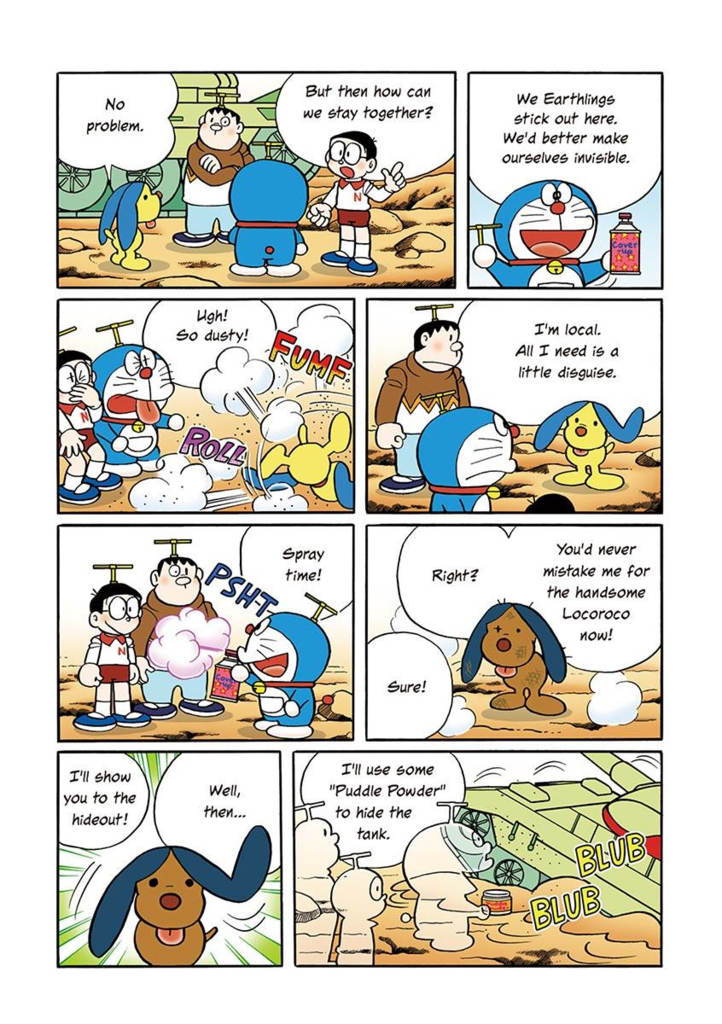 No
problem.
But then how can
we stay together?
N
We Earthlings
stick out here.
We'd better make
ourselves invisible.
Cover
up
Ugh!
So dusty!
FUMF
ROLL
N
I'm local.
All I need is a
little disguise.
Spray
time!
PSHT
N
Cover
up
Right?
You'd never
mistake me for
the handsome
Locoroco
now!
Sure!
I'll show
you to the
hideout!
Well,
then...
I'll use some
"Puddle Powder"
to hide the
tank.
BLUB
BLUB